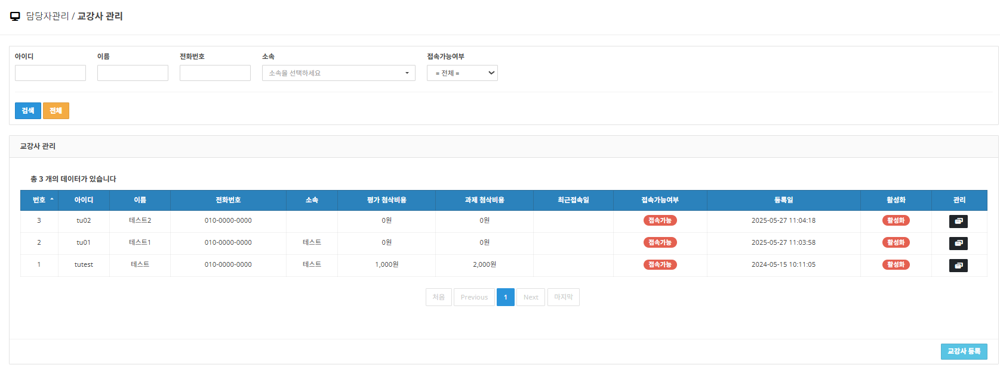 담당자관리 / 교강사 관리
아이디 이름 전화번호 소속 접속가능여부
소속을 선택하세요 = 전체 =
검색 전체
교강사 관리
총 3 개의 데이터가 있습니다
번호 아이디 이름 전화번호 소속 평가 첨삭비용 과제 첨삭비용 최근접속일 접속가능여부 등록일 활성화 관리
3 tu02 테스트2 010-0000-0000 0원 0원 접속가능 2025-05-27 11:04:18 활성화
2 tu01 테스트1 010-0000-0000 테스트 0원 0원 접속가능 2025-05-27 11:03:58 활성화
1 tutest 테스트 010-0000-0000 테스트 1,000원 2,000원 접속가능 2024-05-15 10:11:05 활성화
처음 Previous 1 Next 마지막
교강사 등록